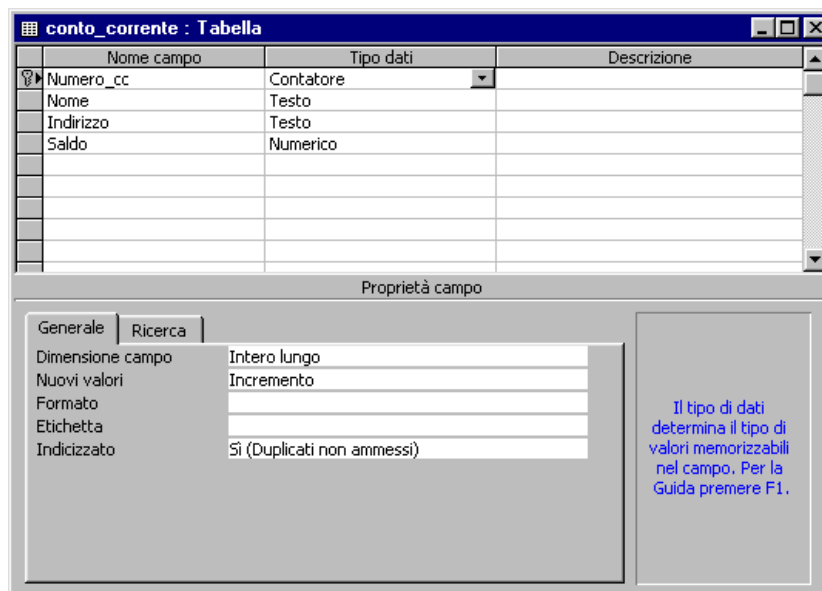 conto_corrente : Tabella
Nome campo Tipo dati Descrizione
Numero_cc Contatore
Nome Testo
Indirizzo Testo
Saldo Numerico
Proprietà campo
Generale Ricerca
Dimensione campo Intero lungo
Nuovi valori Incremento
Formato
Etichetta
Indicizzato Sì (Duplicati non ammessi)
Il tipo di dati
determina il tipo di
valori memorizzabili
nel campo. Per la
Guida premere F1.